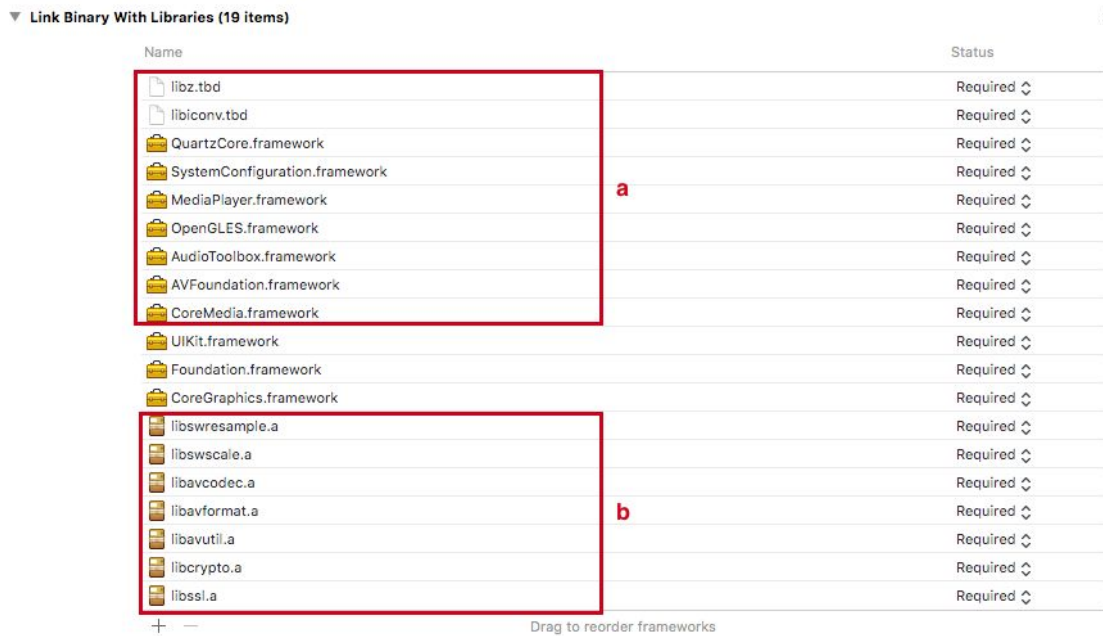 Link Binary With Libraries (19 items)
Name Status
libz.tbd Required
libiconv.tbd Required
QuartzCore.framework Required
SystemConfiguration.framework Required
a
MediaPlayer.framework Required
OpenGLES.framework Required
AudioToolbox.framework Required
AVFoundation.framework Required
CoreMedia.framework Required
UIKit.framework Required
Foundation.framework Required
CoreGraphics.framework Required
libswresample.a Required
libswscale.a Required
libavcodec.a Required
libavformat.a b Required
libavutil.a Required
libcrypto.a Required
libssl.a Required
Drag to reorder frameworks